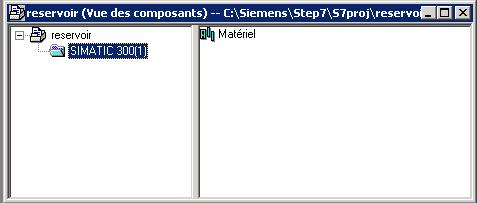 reservoir (Vue des composants) -- C:\Siemens\Step7\S7proj\reservoi
reservoir
SIMATIC 300(1)
Matériel